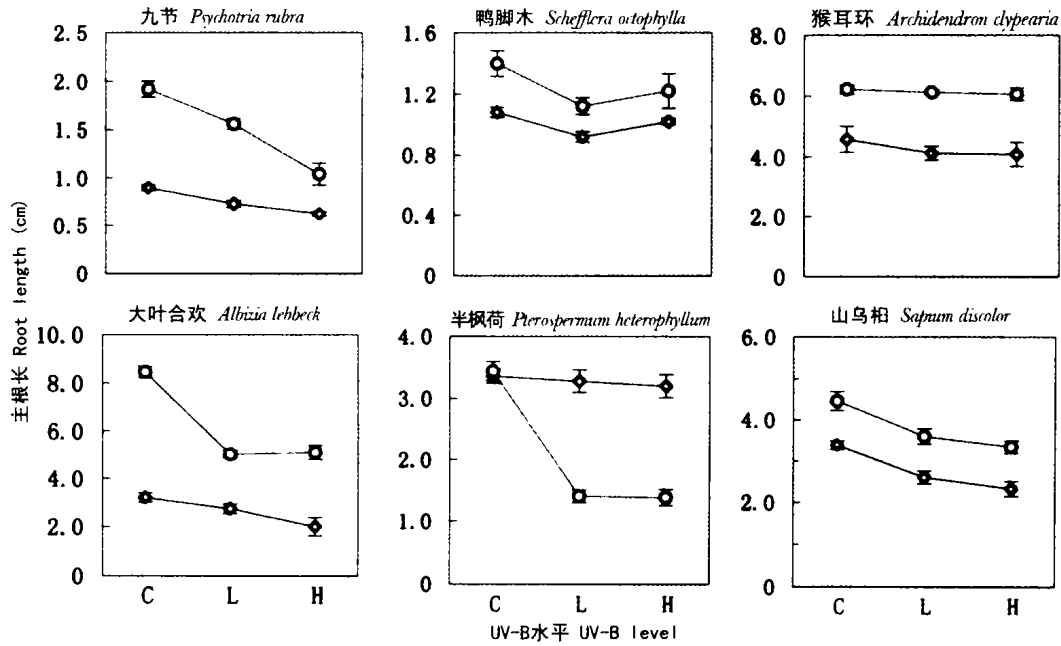 九节 Psychotria rubra
鸭脚木 Schefflera octophylla
猴耳环 Archidendron clypearia
2.5
2.0
1.5
1.0
0.5
0
1.6
1.2
0.8
0.4
0
8.0
6.0
4.0
2.0
0
主根长 Root length (cm)
大叶合欢 Albizia lebbeck
半枫荷 Pterospermum heterophyllum
山乌桕 Sapium discolor
10.0
8.0
6.0
4.0
2.0
0
4.0
3.0
2.0
1.0
0
6.0
4.0
2.0
0
C L H
C L H
C L H
UV-B水平 UV-B level